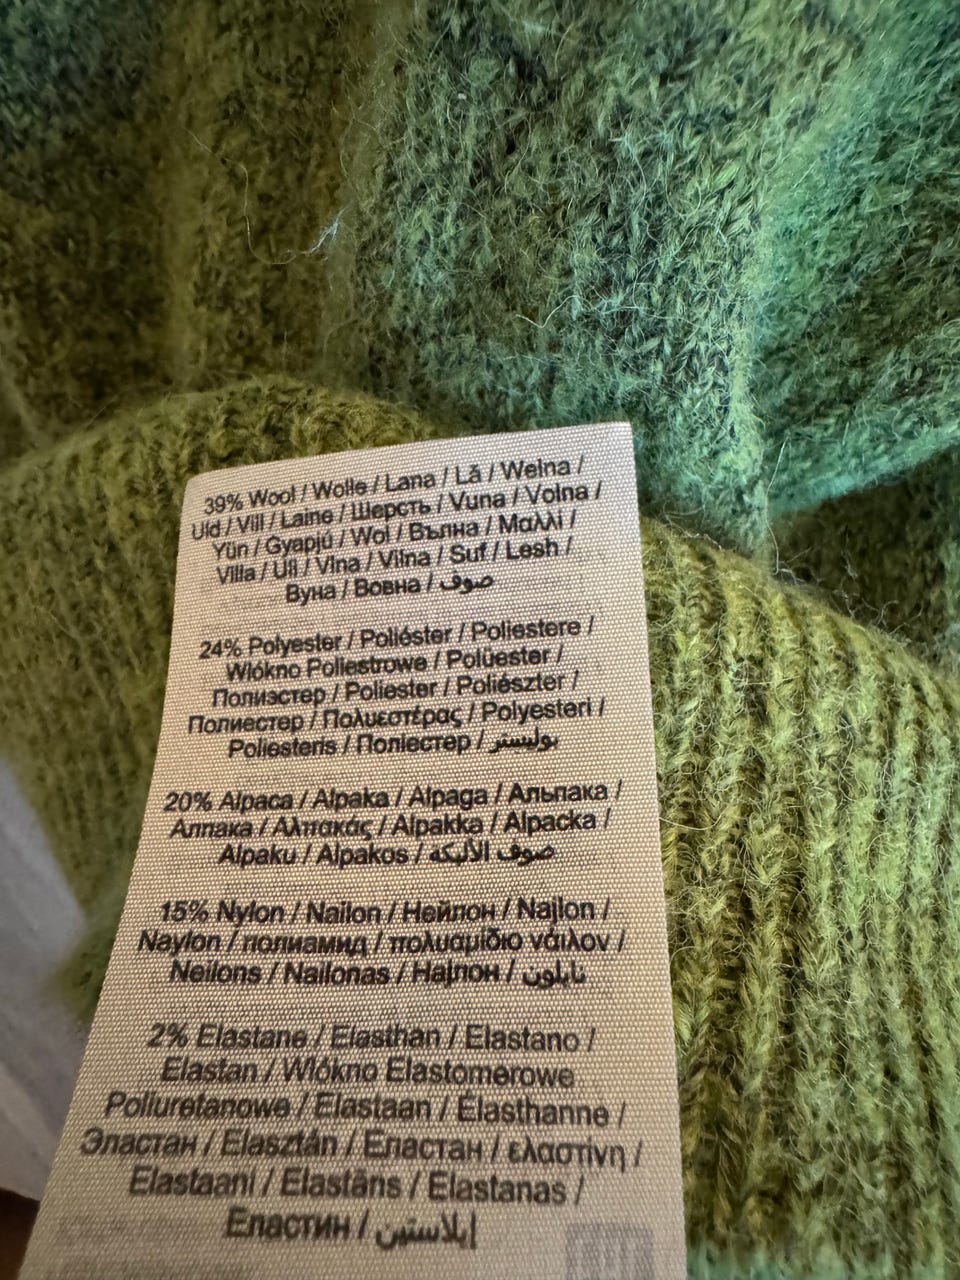 39% Wool / Wolle / Lana / Lã / Wełna /
Uld / Vill / Laine / Шерсть / Vuna / Volna /
Yün / Gyapjú / Wol / Вълна / Μαλλί /
Villa / Ull / Vlna / Vilna / Suf / Lesh /
Вуна / Вовна / صوف
24% Polyester / Poliéster / Poliestere /
Włókno Poliestrowe / Polüester /
Полиэстер / Poliester / Poliészter /
Полиестер / Πολυεστέρας / Polyesteri /
Poliesteris / Поліестер / بوليستر
20% Alpaca / Alpaka / Alpaga / Альпака /
Алпака / Αλπακάς / Alpakka / Alpacka /
Alpaku / Alpakos / صوف الألبكة
15% Nylon / Nailon / Нейлон / Najlon /
Naylon / полиамид / πολυαμίδιο νάιλον /
Neilons / Nailonas / Најлон / نايلون
2% Elastane / Elasthan / Elastano /
Elastan / Włókno Elastomerowe
Poliuretanowe / Elastaan / Élasthanne /
Эластан / Elasztán / Еластан / ελαστίνη /
Elastaani / Elastāns / Elastanas /
Еластин / إيلاستين